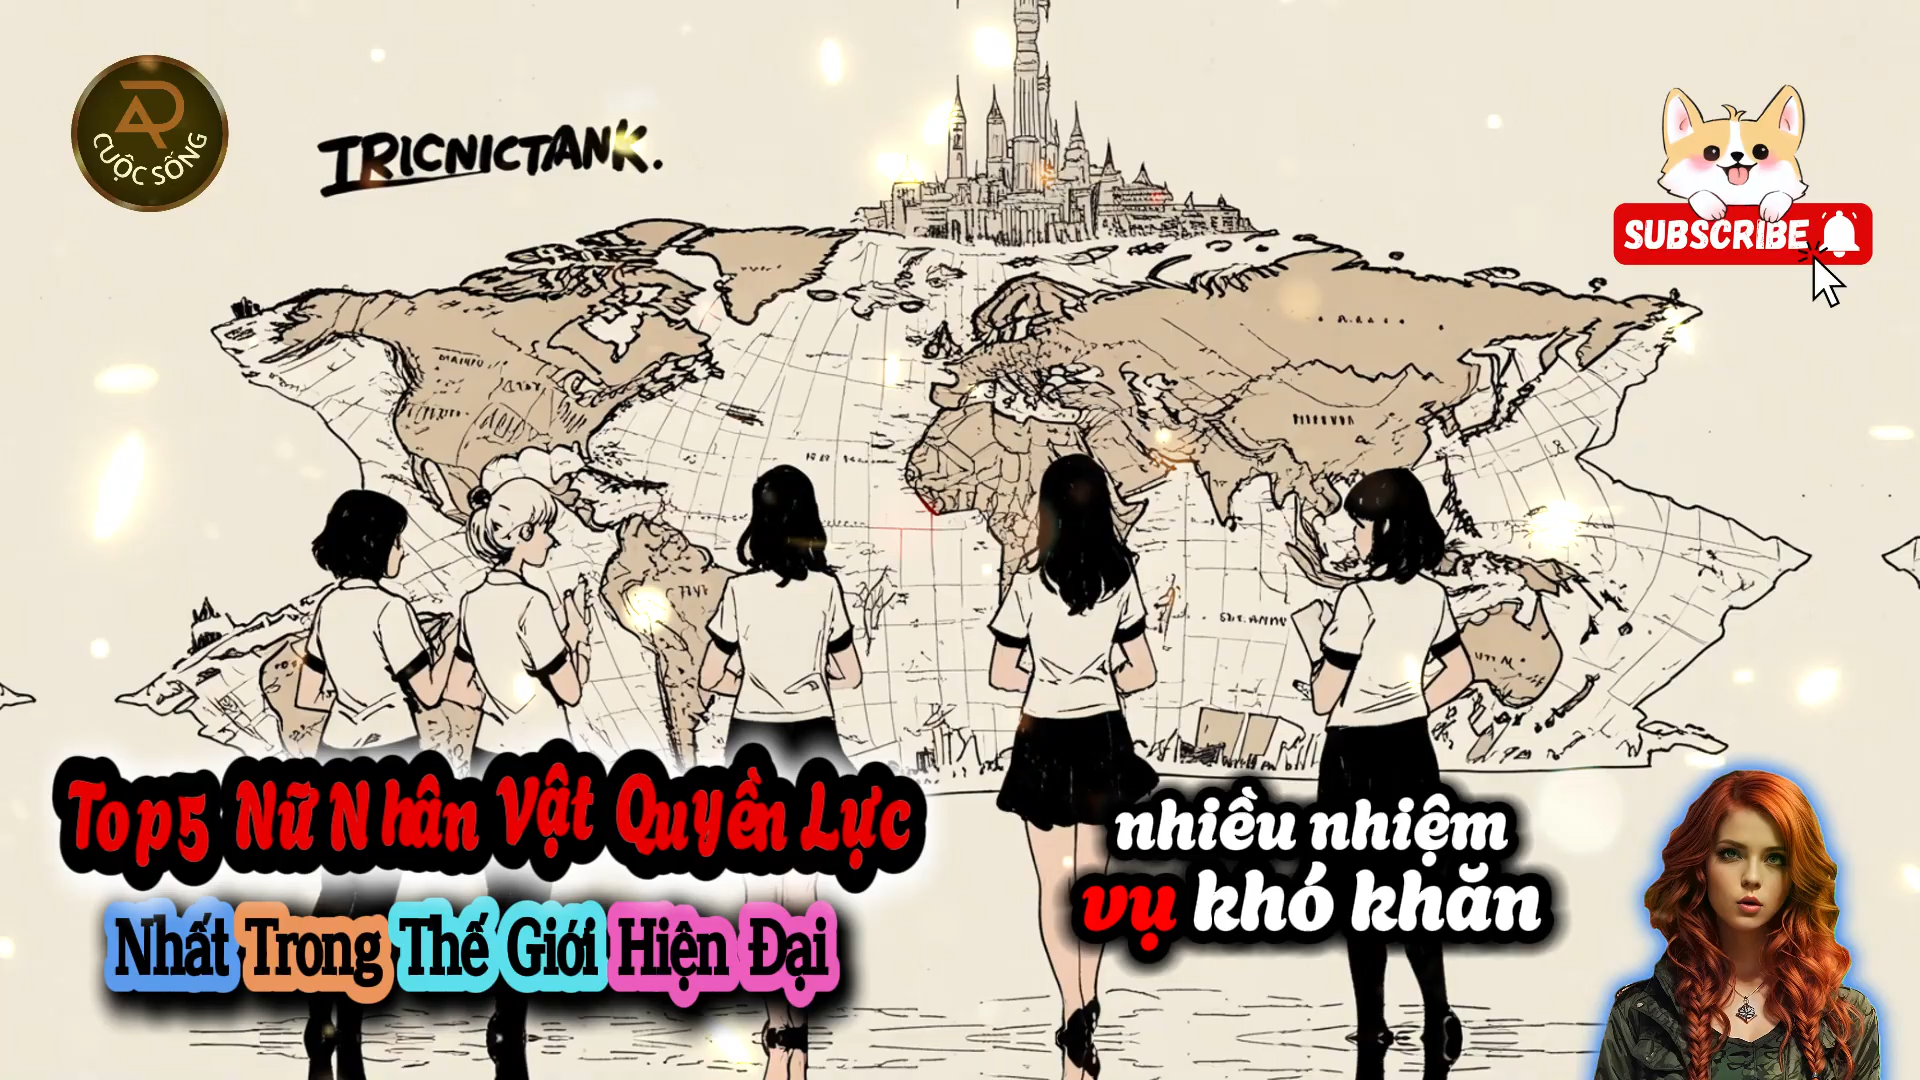 CUỘC SỐNG
TRICNICTANK.
SUBSCRIBE
Top5 Nữ Nhân Vật Quyền Lực
Nhất Trong Thế Giới Hiện Đại
nhiều nhiệm
vụ khó khăn